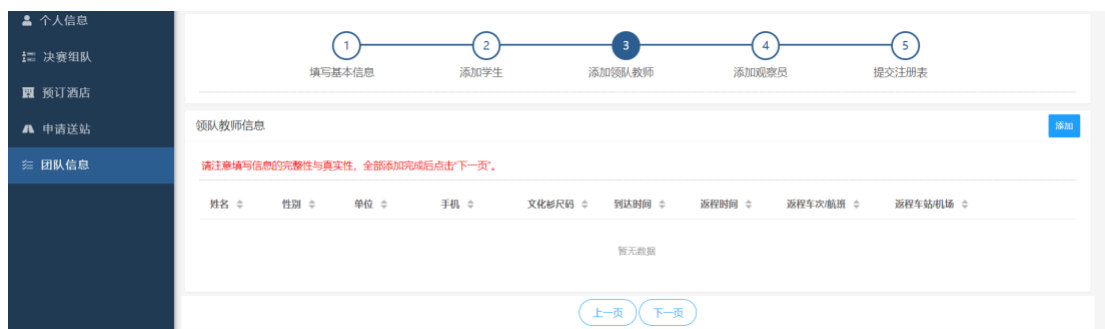 个人信息
决赛组队
预订酒店
申请送站
团队信息
1 2 3 4 5
填写基本信息 添加学生 添加领队教师 添加观察员 提交注册表
领队教师信息 添加
请注意填写信息的完整性与真实性，全部添加完成后点击“下一页”。
姓名 性别 单位 手机 文化衫尺码 到达时间 返程时间 返程车次/航班 返程车站/机场
暂无数据
上一页 下一页